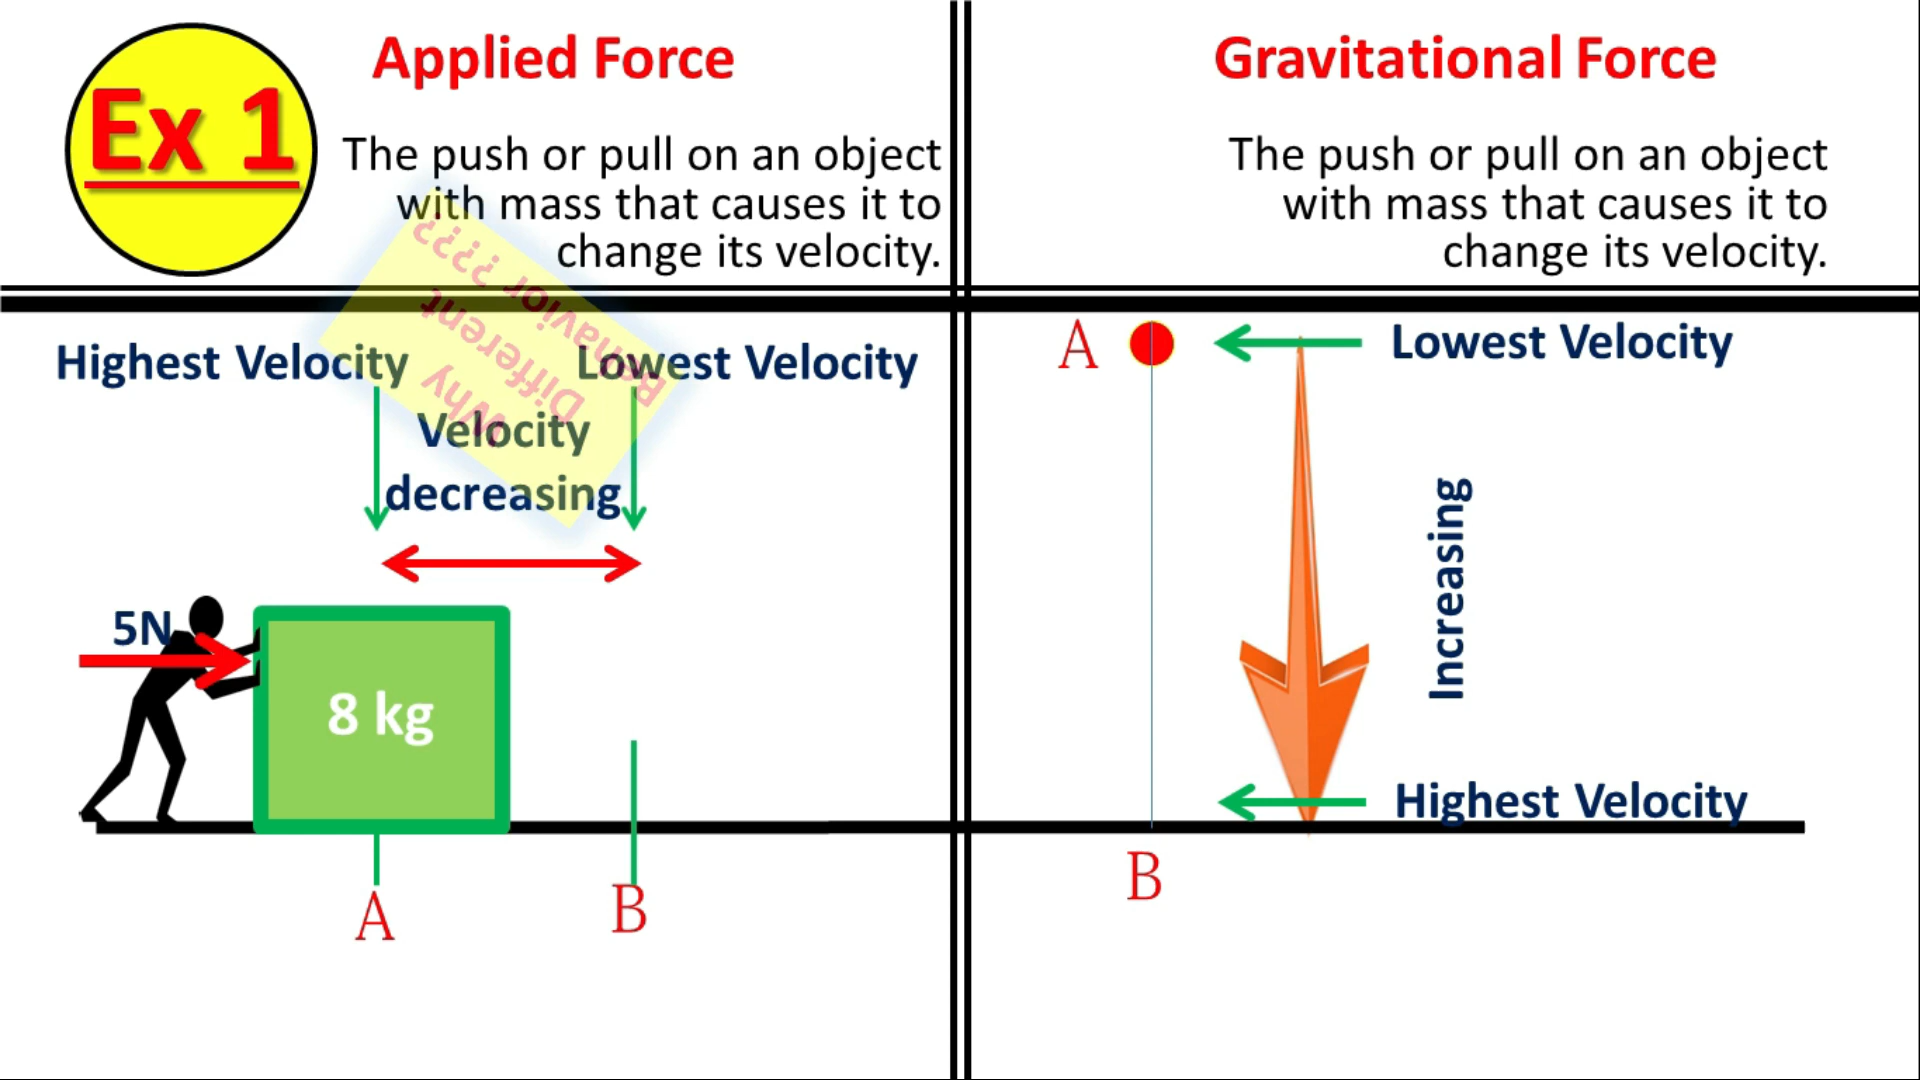 Ex 1
Applied Force
The push or pull on an object
with mass that causes it to
change its velocity.
Gravitational Force
The push or pull on an object
with mass that causes it to
change its velocity.
Why
Different
Behavior ????
Highest Velocity
Lowest Velocity
Velocity
decreasing
5N
8 kg
A
B
A
Lowest Velocity
Increasing
Highest Velocity
B